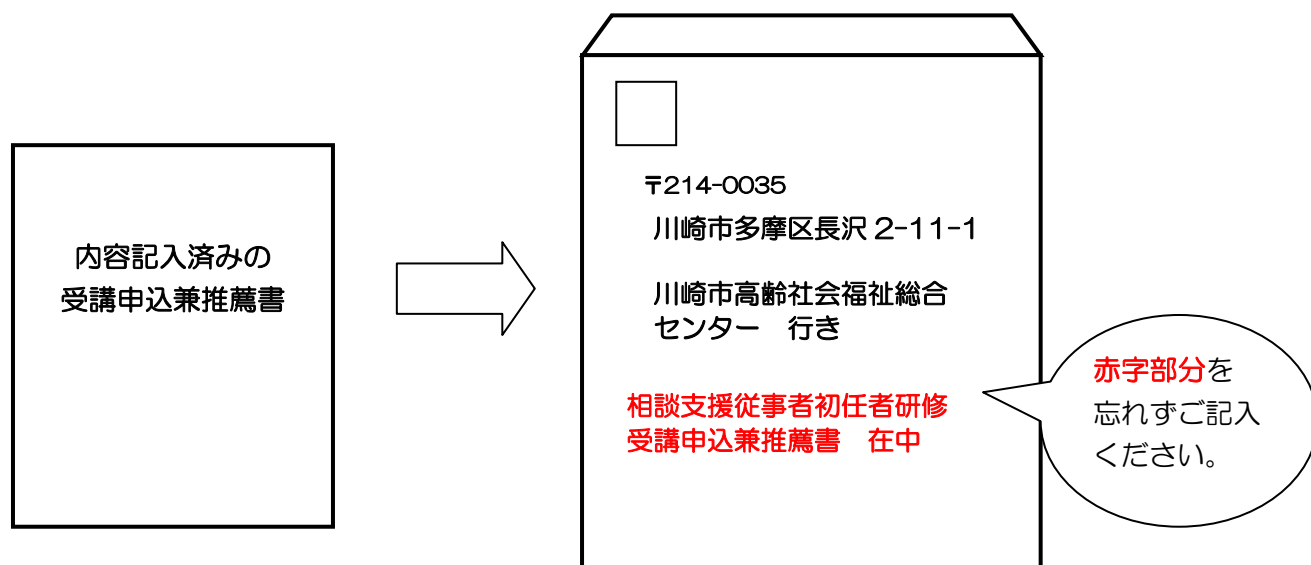 内容記入済みの
受講申込兼推薦書
〒214-0035
川崎市多摩区長沢 2-11-1
川崎市高齢社会福祉総合
センター　行き
相談支援従事者初任者研修
受講申込兼推薦書　在中
赤字部分を
忘れずご記入
ください。